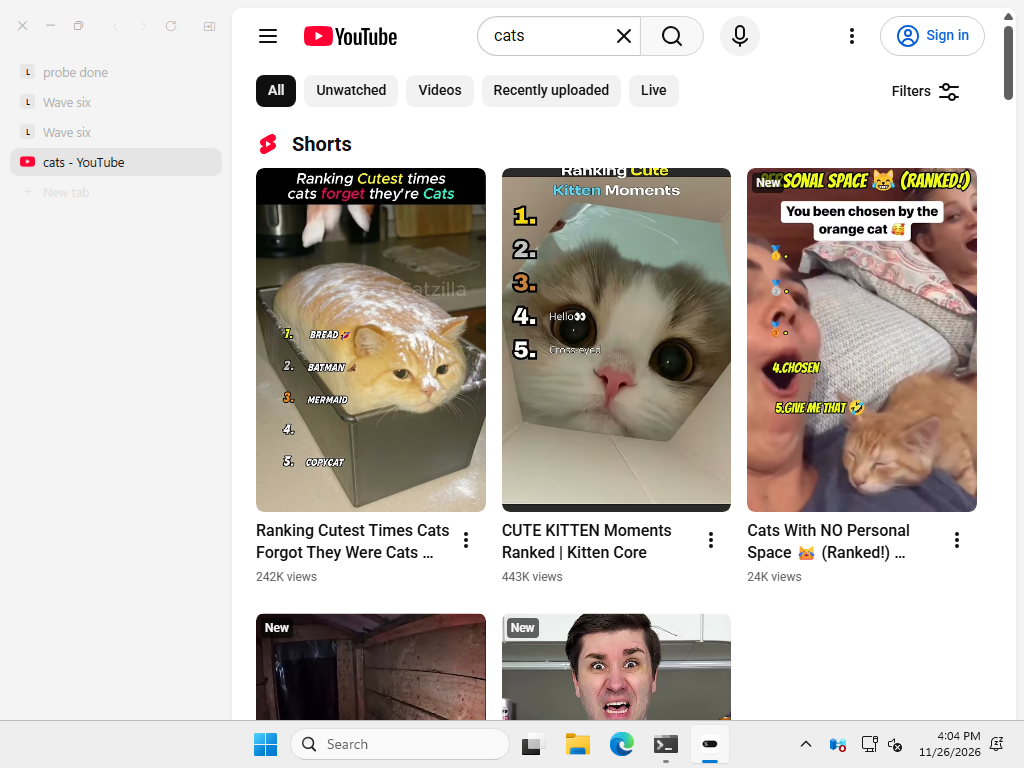 cats
YouTube
Sign in
probe done
Wave six
Wave six
cats - YouTube
New tab
All
Unwatched
Videos
Recently uploaded
Live
Filters
Shorts
Ranking Cutest times
cats forget they're Cats
Catzilla
1. BREAD
2. BATMAN
3. MERMAID
4.
5. COPYCAT
Ranking Cute
Kitten Moments
1.
2.
3.
4. Hello
5. Cross eyed
New
SONAL SPACE 😹 (RANKED!)
You been chosen by the
orange cat 🥰
4.CHOSEN
5.GIVE ME THAT 🤣
Ranking Cutest Times Cats
Forgot They Were Cats ...
242K views
CUTE KITTEN Moments
Ranked | Kitten Core
443K views
Cats With NO Personal
Space 😹 (Ranked!) ...
24K views
New
New
Search
4:04 PM
11/26/2026